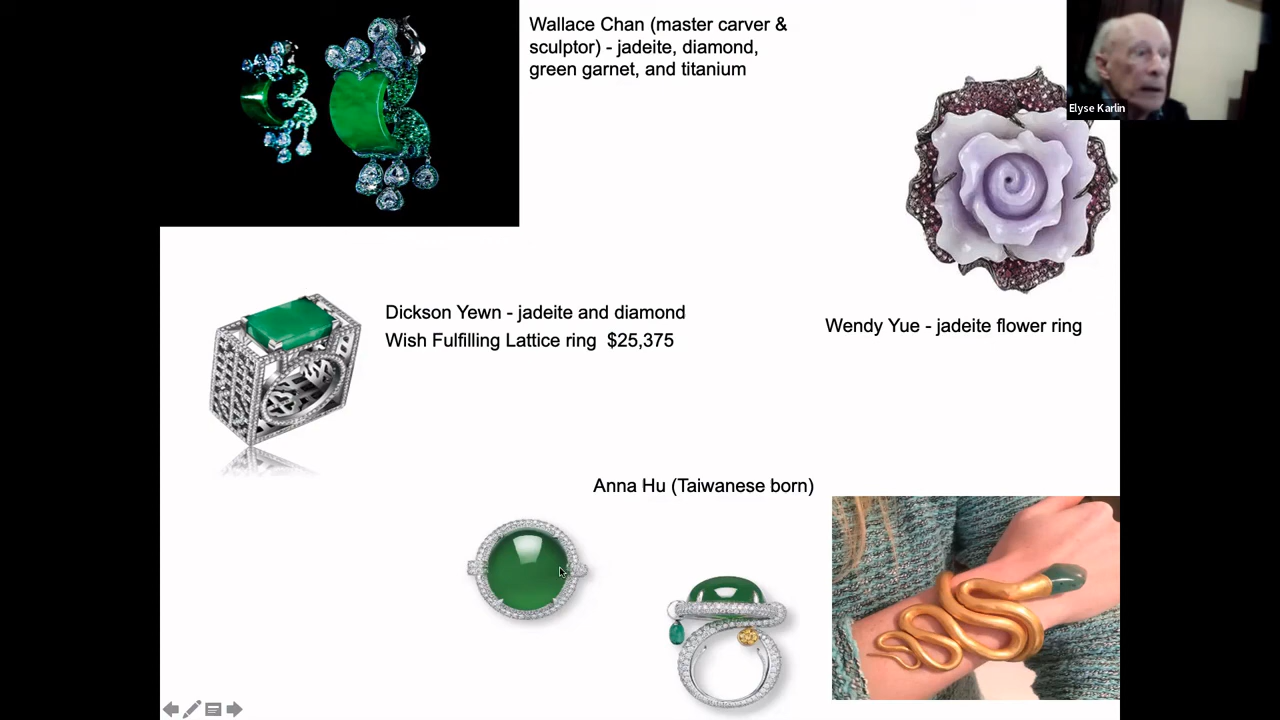 Wallace Chan (master carver &
sculptor) - jadeite, diamond,
green garnet, and titanium
Elyse Karlin
Dickson Yewn - jadeite and diamond
Wish Fulfilling Lattice ring  $25,375
Wendy Yue - jadeite flower ring
Anna Hu (Taiwanese born)